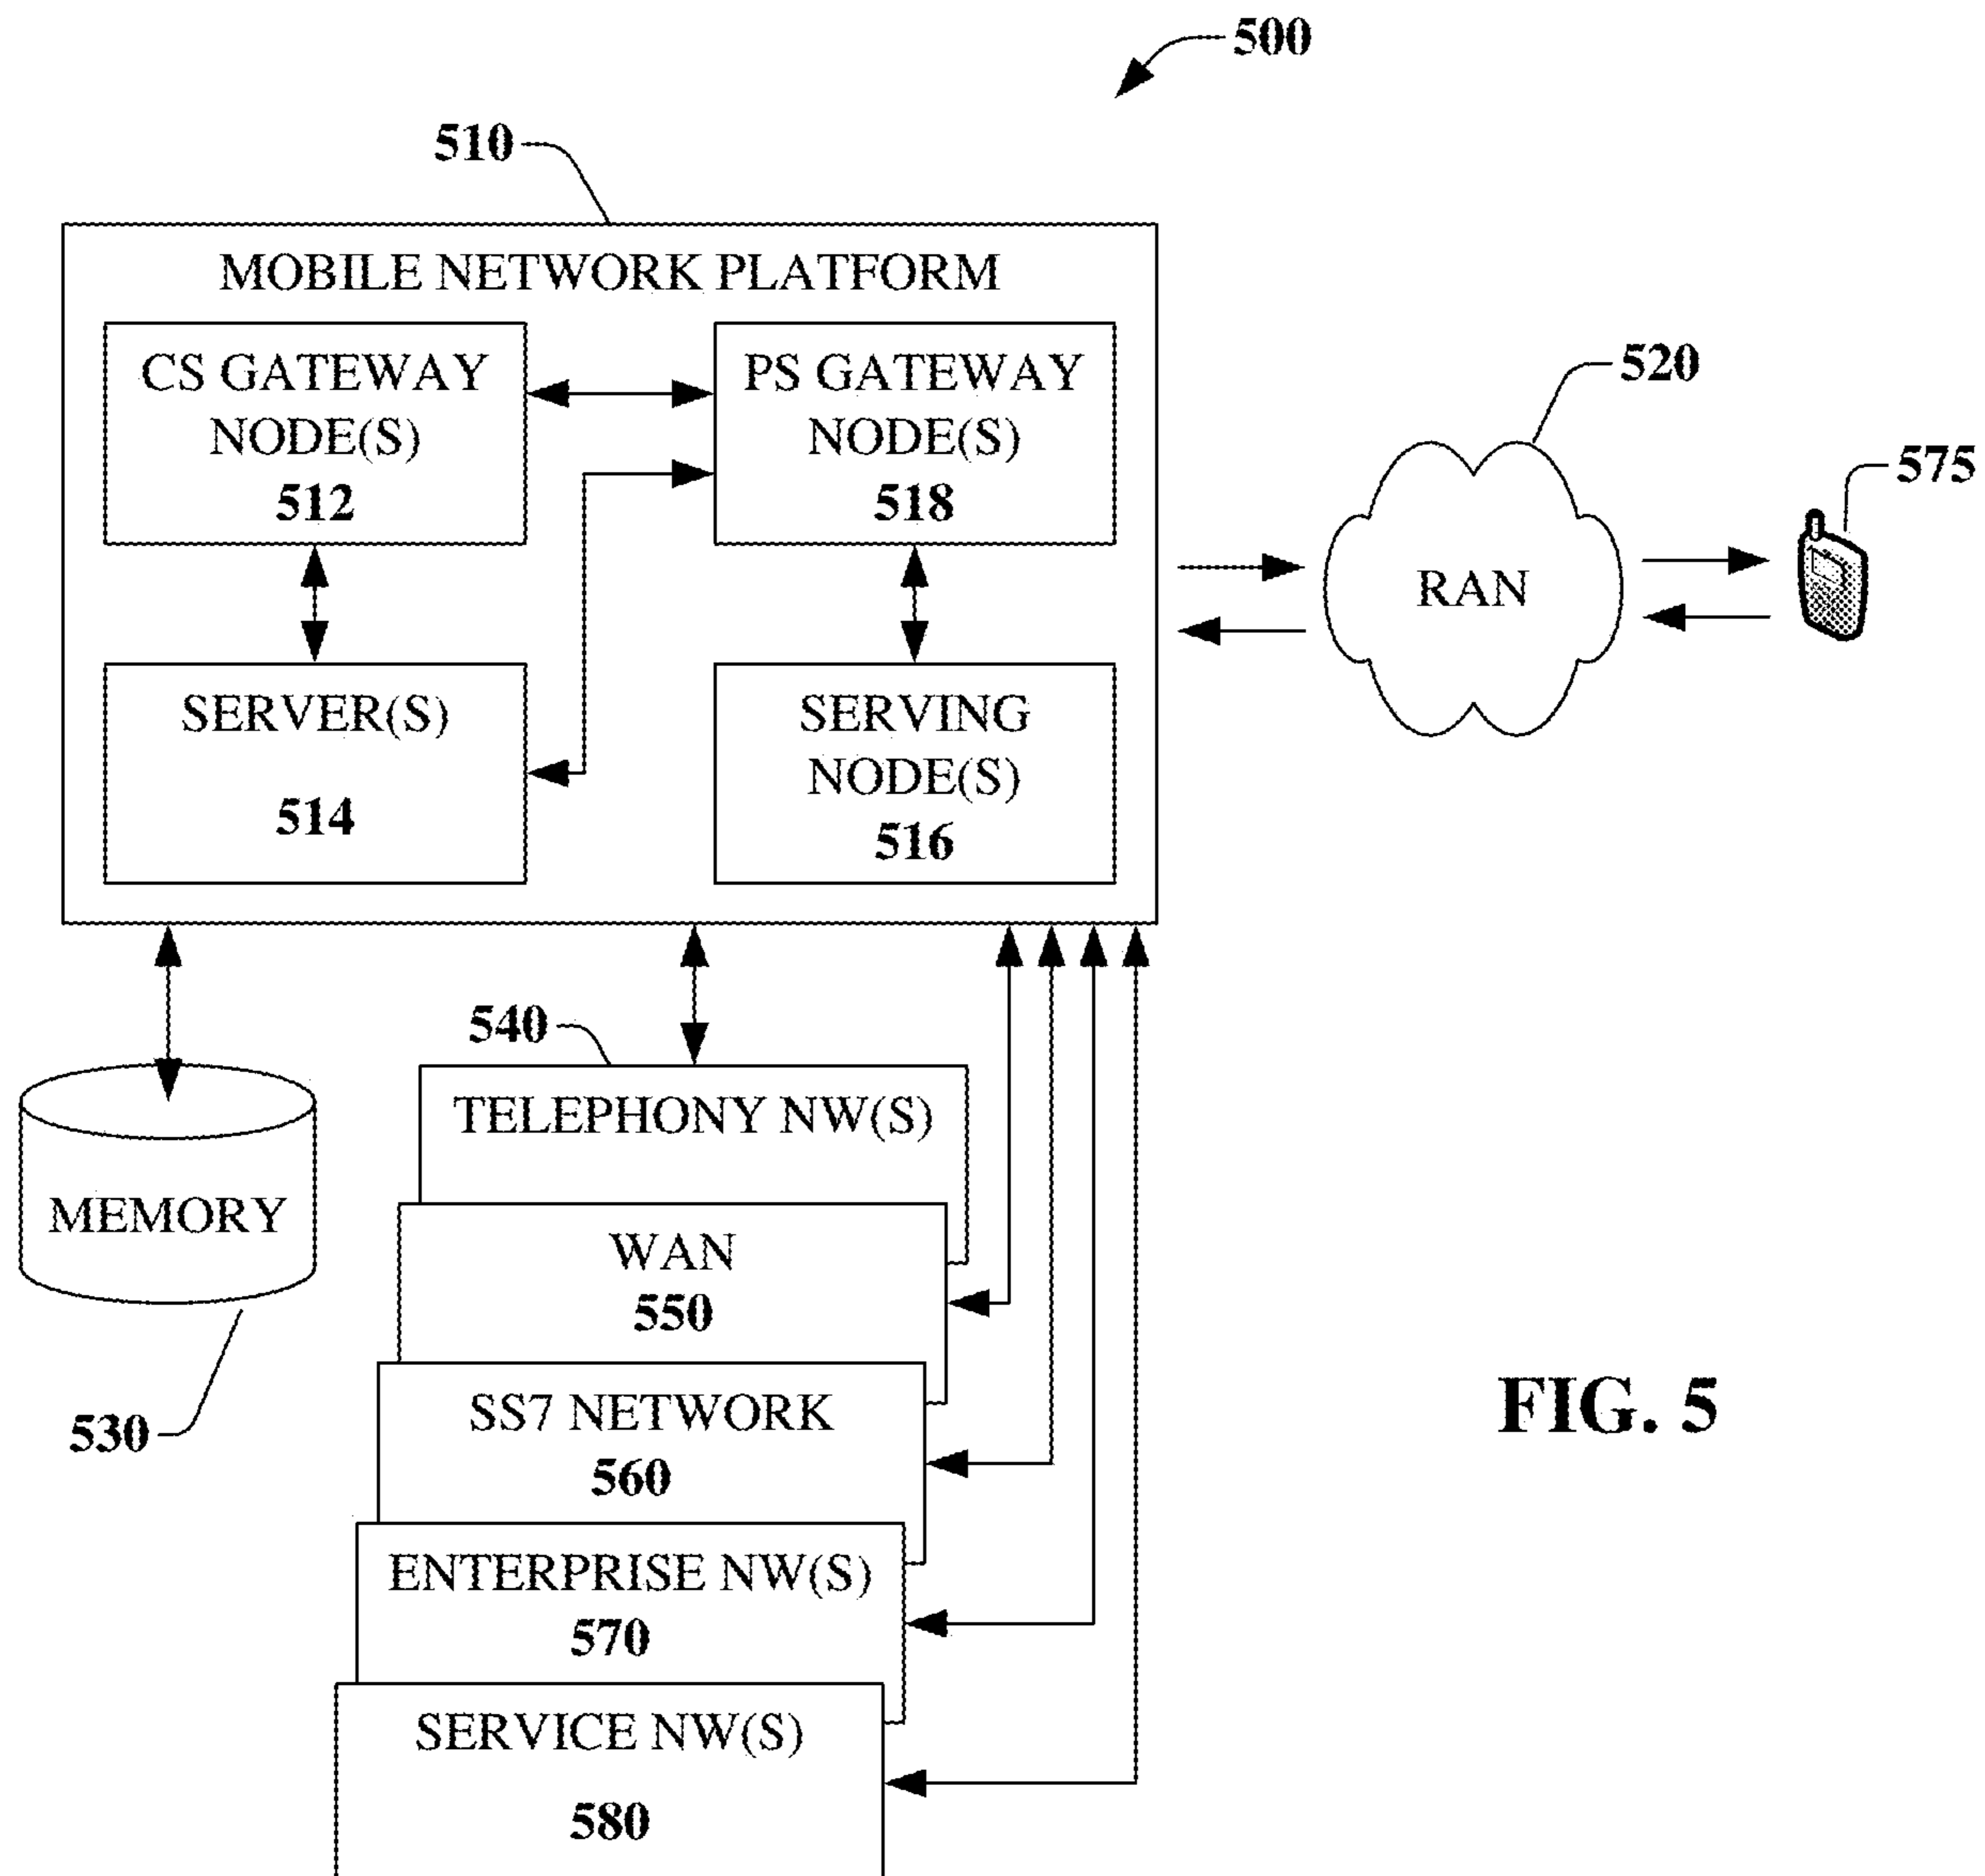 500
510
MOBILE NETWORK PLATFORM
CS GATEWAY
NODE(S)
512
PS GATEWAY
NODE(S)
518
SERVER(S)
514
SERVING
NODE(S)
516
520
RAN
575
540
TELEPHONY NW(S)
MEMORY
530
WAN
550
SS7 NETWORK
560
ENTERPRISE NW(S)
570
SERVICE NW(S)
580
FIG. 5